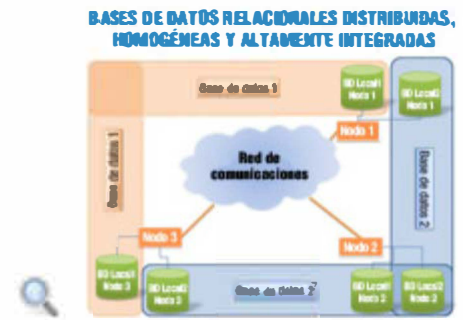 BASES DE DATOS RELACIONALES DISTRIBUIDAS,
HOMOGÉNEAS Y ALTAMENTE INTEGRADAS
Base de datos 1
BD Local1
Nodo 1
BD Local2
Nodo 1
Nodo 1
Base de datos 1
Red de
comunicaciones
Base de datos 2
Nodo 3
Nodo 2
BD Local1
Nodo 3
BD Local2
Nodo 3
Base de datos 2
BD Local1
Nodo 2
BD Local2
Nodo 2